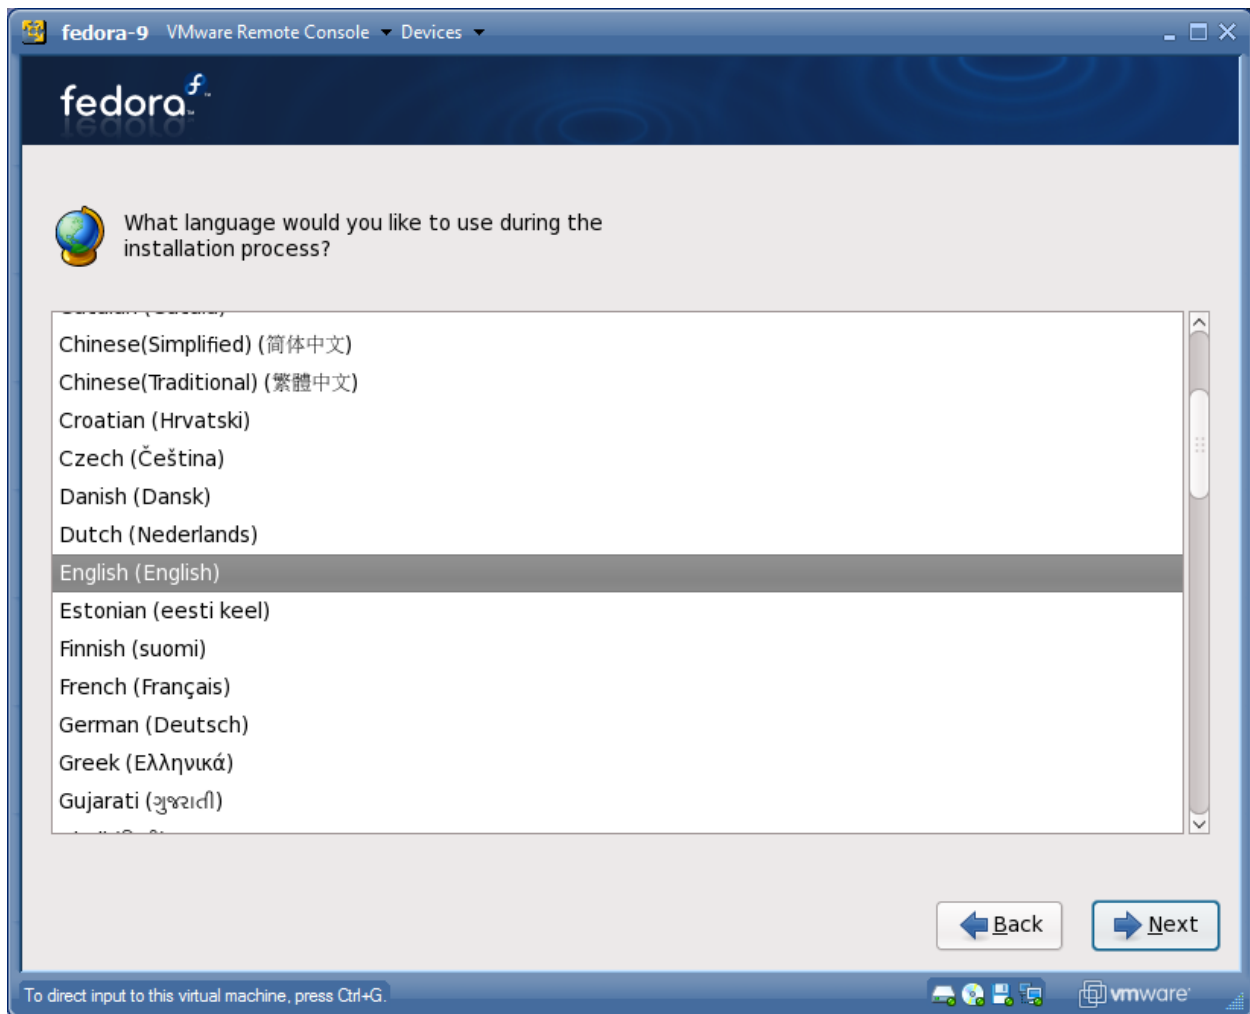 fedora-9 VMware Remote Console Devices
fedora
What language would you like to use during the
installation process?
Chinese(Simplified) (简体中文)
Chinese(Traditional) (繁體中文)
Croatian (Hrvatski)
Czech (Čeština)
Danish (Dansk)
Dutch (Nederlands)
English (English)
Estonian (eesti keel)
Finnish (suomi)
French (Français)
German (Deutsch)
Greek (Ελληνικά)
Gujarati (ગુજરાતી)
Back Next
To direct input to this virtual machine, press Ctrl+G.
vmware